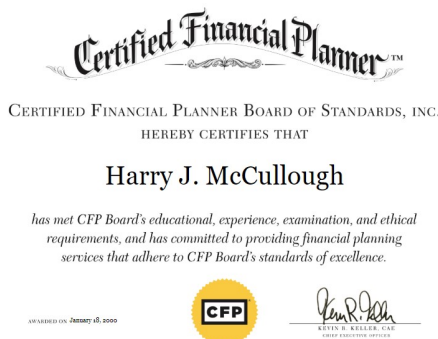 Certified Financial Planner™
CERTIFIED FINANCIAL PLANNER BOARD OF STANDARDS, INC.
HEREBY CERTIFIES THAT
Harry J. McCullough
has met CFP Board's educational, experience, examination, and ethical
requirements, and has committed to providing financial planning
services that adhere to CFP Board's standards of excellence.
AWARDED ON January 18, 2000
CFP
KEVIN R. KELLER, CAE
CHIEF EXECUTIVE OFFICER